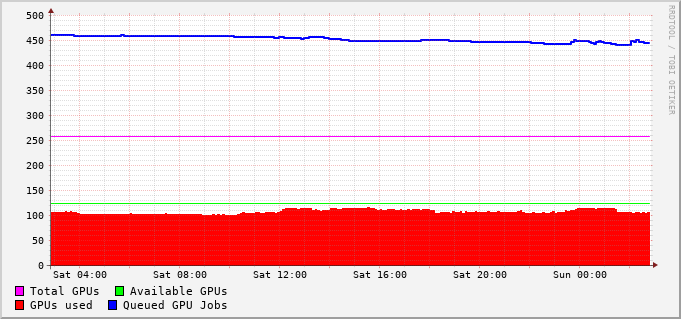 RRDTOOL / TOBI OETIKER
500
450
400
350
300
250
200
150
100
50
0
Sat 04:00 Sat 08:00 Sat 12:00 Sat 16:00 Sat 20:00 Sun 00:00
Total GPUs Available GPUs
GPUs used Queued GPU Jobs